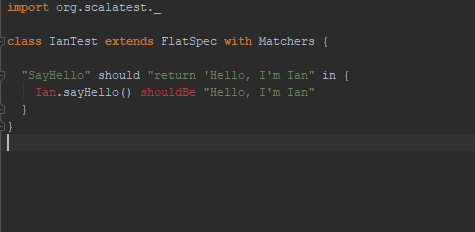 import org.scalatest._
class IanTest extends FlatSpec with Matchers {
"SayHello" should "return 'Hello, I'm Ian" in {
Ian.sayHello() shouldBe "Hello, I'm Ian"
}
}